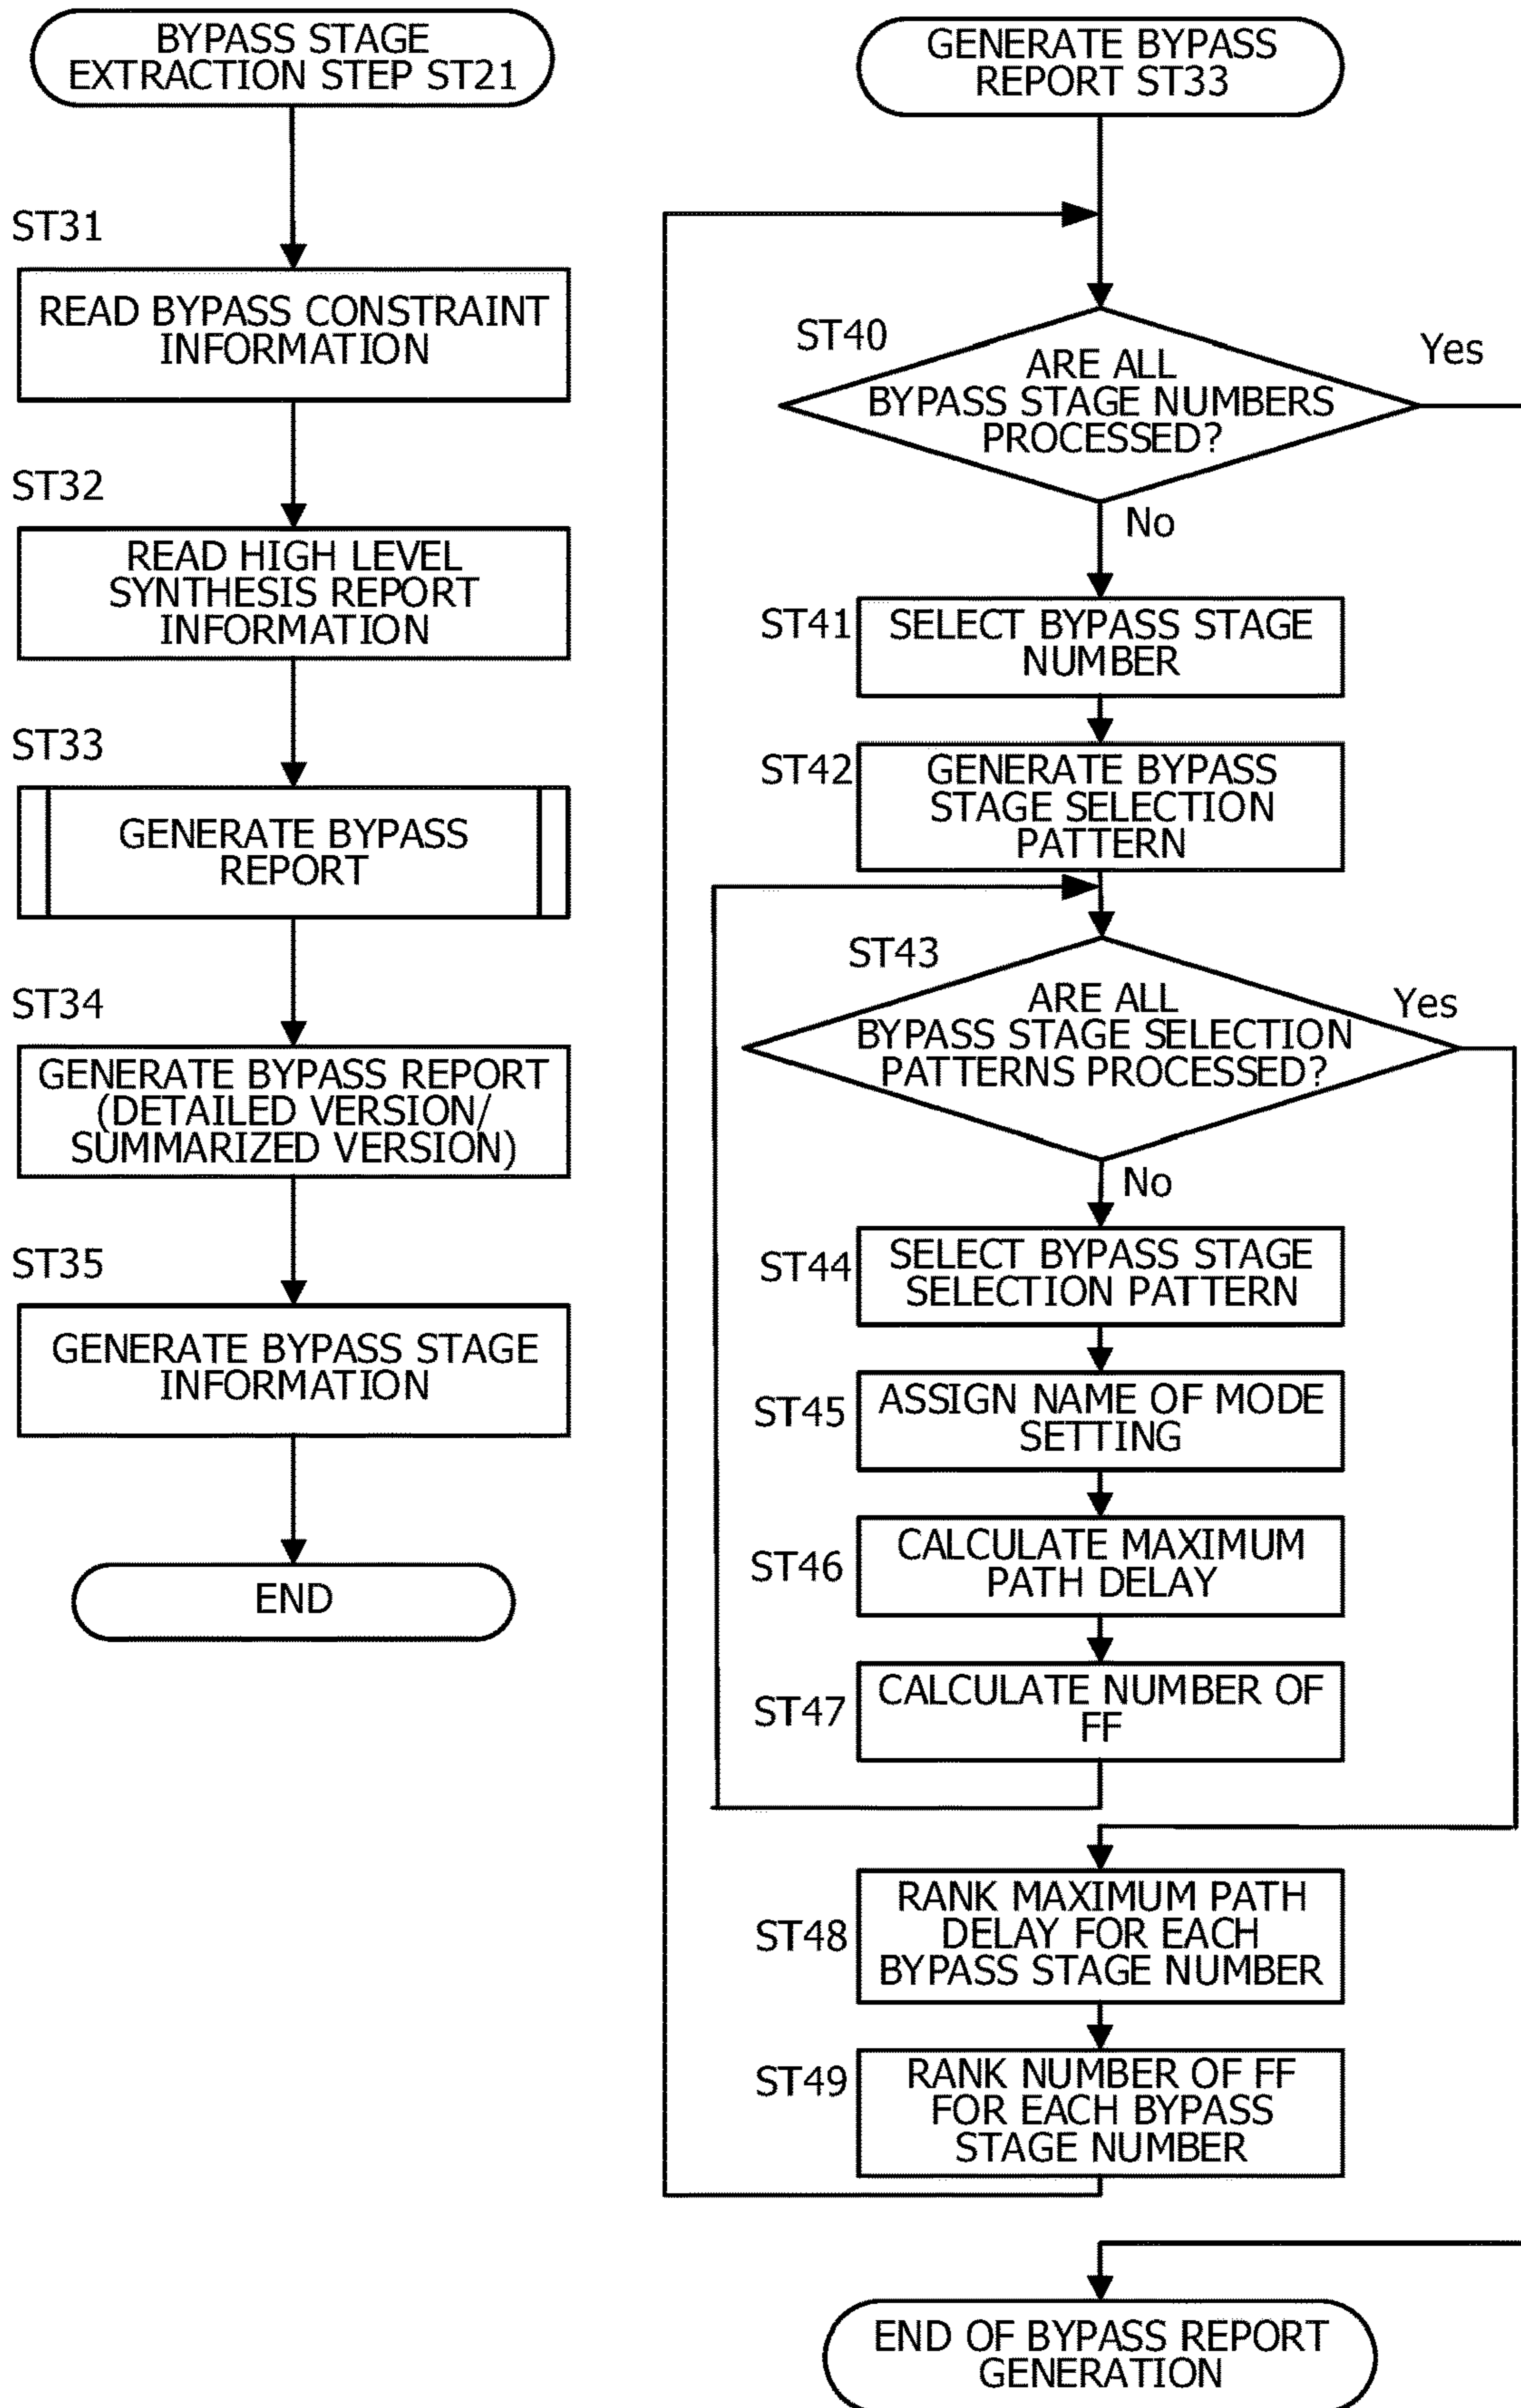 BYPASS STAGE
EXTRACTION STEP ST21
ST31
READ BYPASS CONSTRAINT
INFORMATION
ST32
READ HIGH LEVEL
SYNTHESIS REPORT
INFORMATION
ST33
GENERATE BYPASS
REPORT
ST34
GENERATE BYPASS REPORT
(DETAILED VERSION/
SUMMARIZED VERSION)
ST35
GENERATE BYPASS STAGE
INFORMATION
END
GENERATE BYPASS
REPORT ST33
ST40
ARE ALL
BYPASS STAGE NUMBERS
PROCESSED?
Yes
No
ST41
SELECT BYPASS STAGE
NUMBER
ST42
GENERATE BYPASS
STAGE SELECTION
PATTERN
ST43
ARE ALL
BYPASS STAGE SELECTION
PATTERNS PROCESSED?
Yes
No
ST44
SELECT BYPASS STAGE
SELECTION PATTERN
ST45
ASSIGN NAME OF MODE
SETTING
ST46
CALCULATE MAXIMUM
PATH DELAY
ST47
CALCULATE NUMBER OF
FF
ST48
RANK MAXIMUM PATH
DELAY FOR EACH
BYPASS STAGE NUMBER
ST49
RANK NUMBER OF FF
FOR EACH BYPASS
STAGE NUMBER
END OF BYPASS REPORT
GENERATION